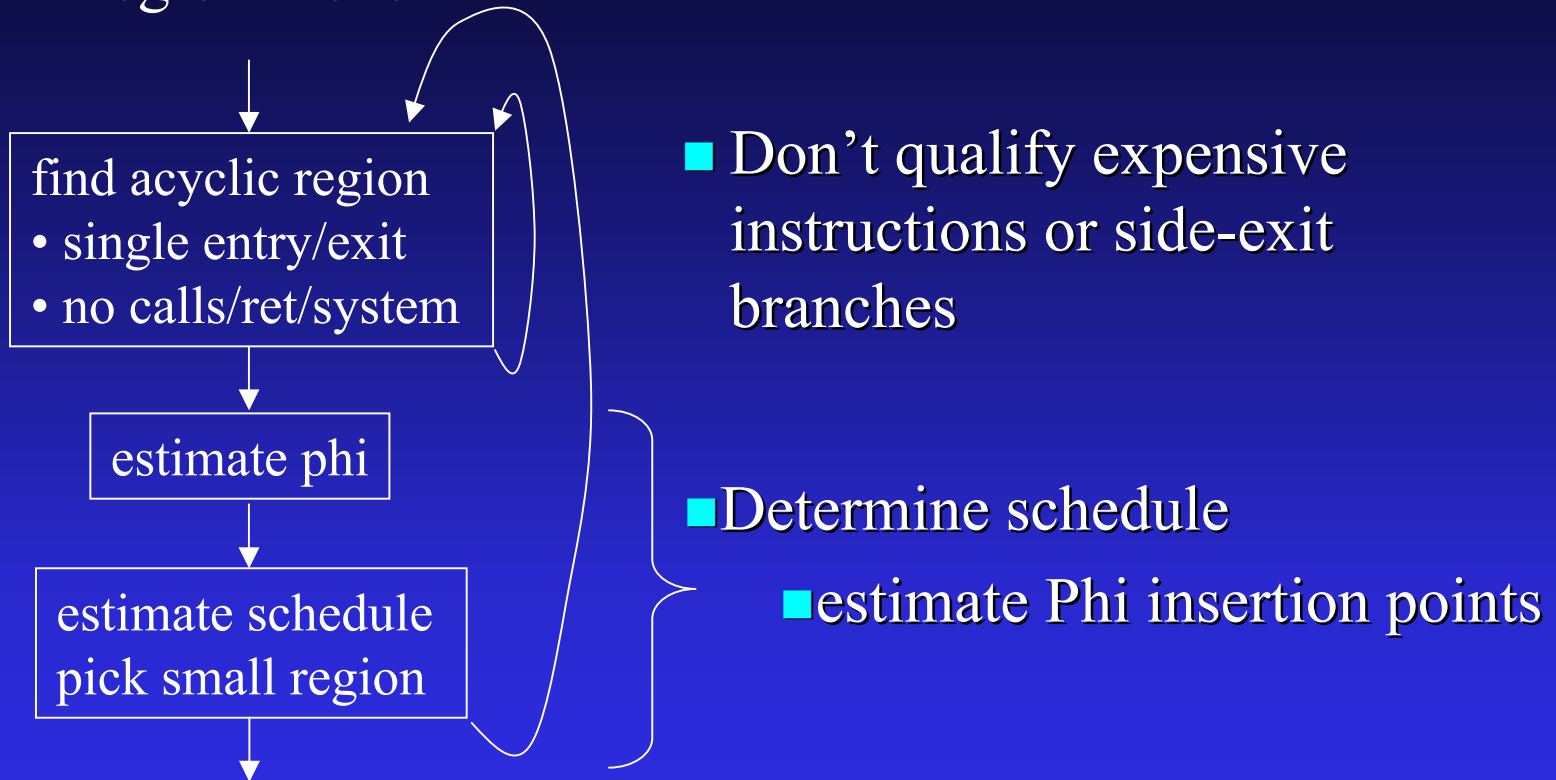 find acyclic region
• single entry/exit
• no calls/ret/system
estimate phi
estimate schedule
pick small region
Don’t qualify expensive
instructions or side-exit
branches
Determine schedule
estimate Phi insertion points